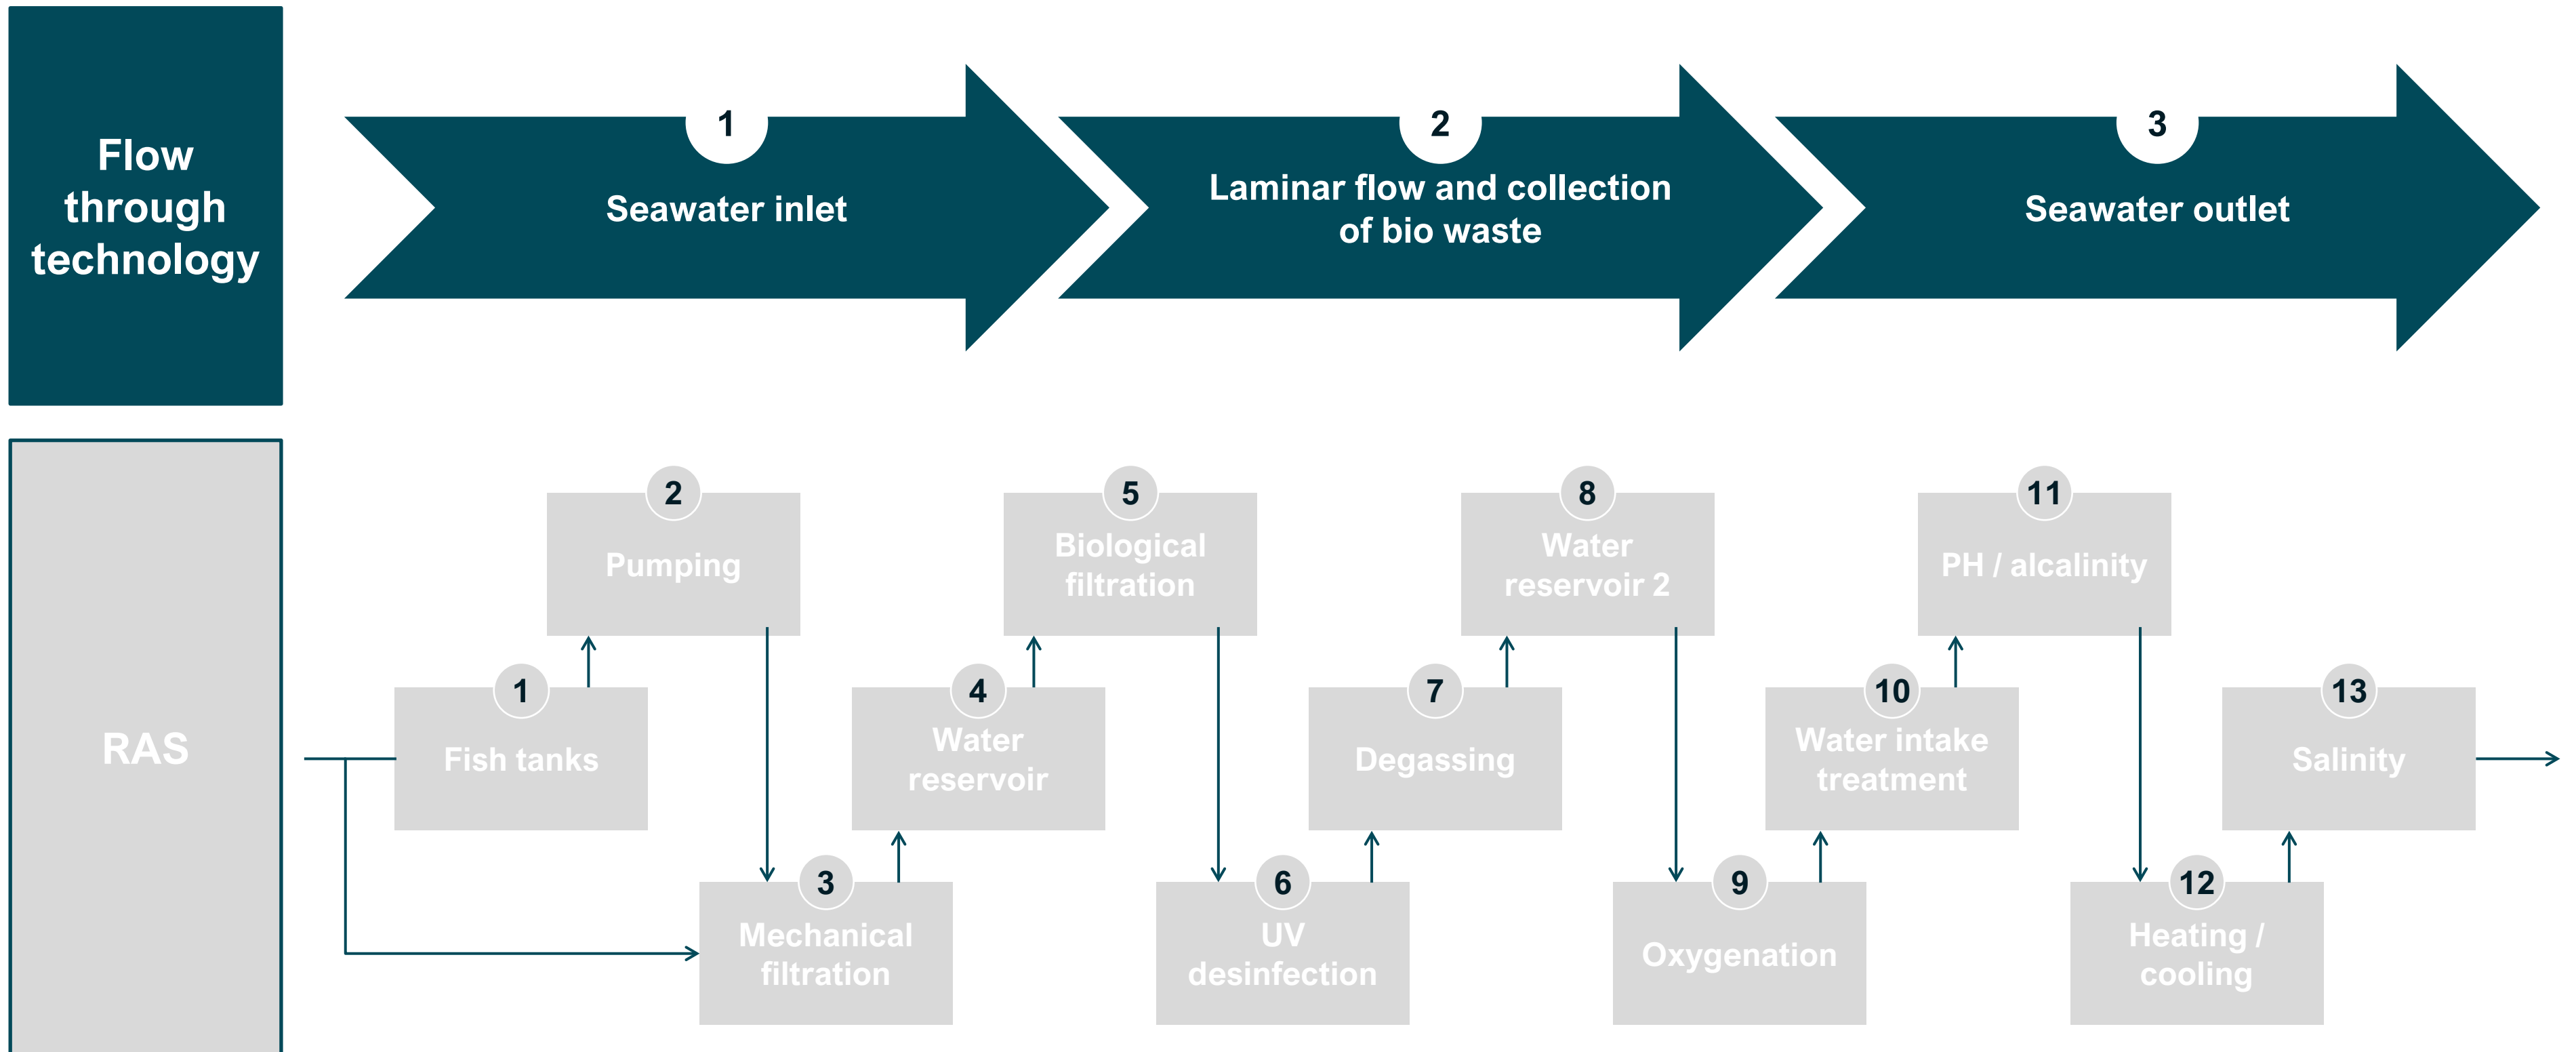 Flow
through
technology
1
Seawater inlet
2
Laminar flow and collection
of bio waste
3
Seawater outlet
RAS
1
Fish tanks
2
Pumping
3
Mechanical
filtration
4
Water
reservoir
5
Biological
filtration
6
UV
desinfection
7
Degassing
8
Water
reservoir 2
9
Oxygenation
10
Water intake
treatment
11
PH / alcalinity
12
Heating /
cooling
13
Salinity